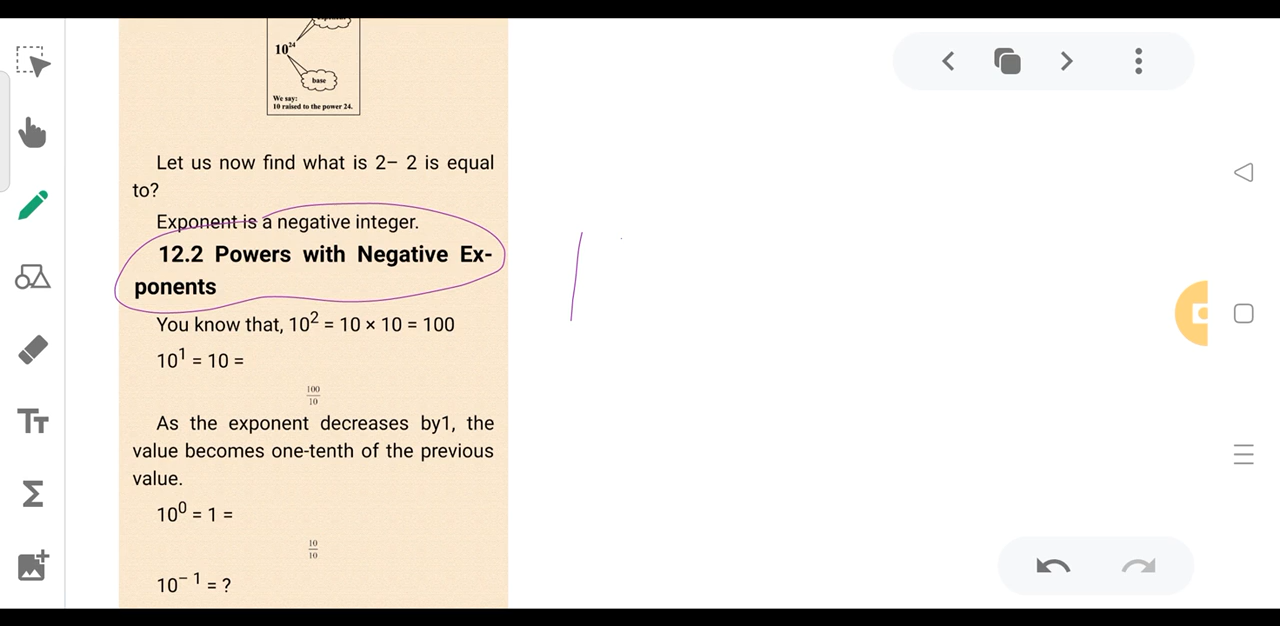 10²⁴
base
We say:
10 raised to the power 24.
Let us now find what is 2– 2 is equal
to?
Exponent is a negative integer.
12.2 Powers with Negative Ex-
ponents
You know that, 10² = 10 × 10 = 100
10¹ = 10 =
100
10
As the exponent decreases by1, the
value becomes one-tenth of the previous
value.
10⁰ = 1 =
10
10
10⁻ ¹ = ?